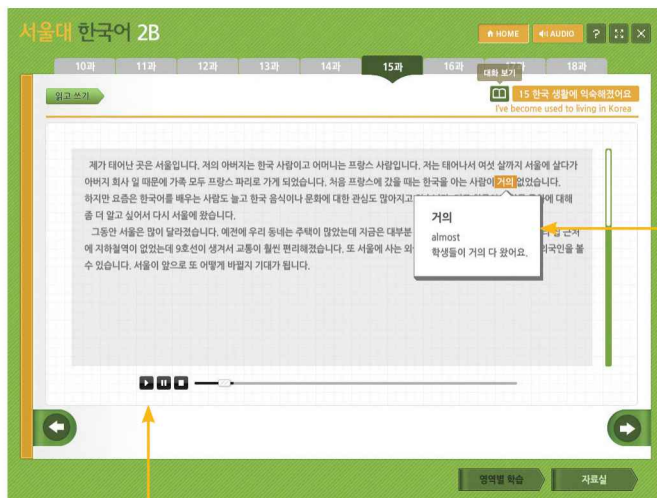 서울대 한국어 2B
HOME
AUDIO
?
10과 11과 12과 13과 14과 15과 16과 18과
대화 보기
읽고 쓰기
15 한국 생활에 익숙해졌어요
I've become used to living in Korea
제가 태어난 곳은 서울입니다. 저의 아버지는 한국 사람이고 어머니는 프랑스 사람입니다. 저는 태어나서 여섯 살까지 서울에 살다가
아버지 회사 일 때문에 가족 모두 프랑스 파리로 가게 되었습니다. 처음 프랑스에 갔을 때는 한국을 아는 사람이 거의 없었습니다.
하지만 요즘은 한국어를 배우는 사람도 늘고 한국 음식이나 문화에 대한 관심도 많아지고 대해
좀 더 알고 싶어서 다시 서울에 왔습니다.
그동안 서울은 많이 달라졌습니다. 예전에 우리 동네는 주택이 많았는데 지금은 대부분 집 근처
에 지하철역이 없었는데 9호선이 생겨서 교통이 훨씬 편리해졌습니다. 또 서울에 사는 외 외국인을 볼
수 있습니다. 서울이 앞으로 또 어떻게 바뀔지 기대가 됩니다.
거의
almost
학생들이 거의 다 왔어요.
영역별 학습
자료실